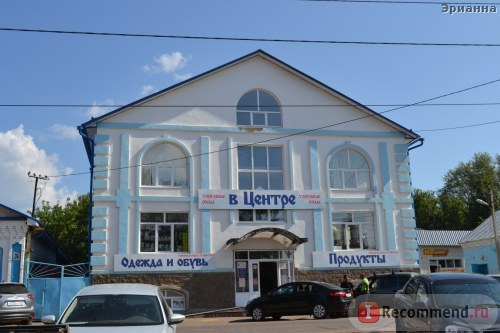 Эрианна
в Центре
Одежда и обувь
Продукты
I Recommend.ru